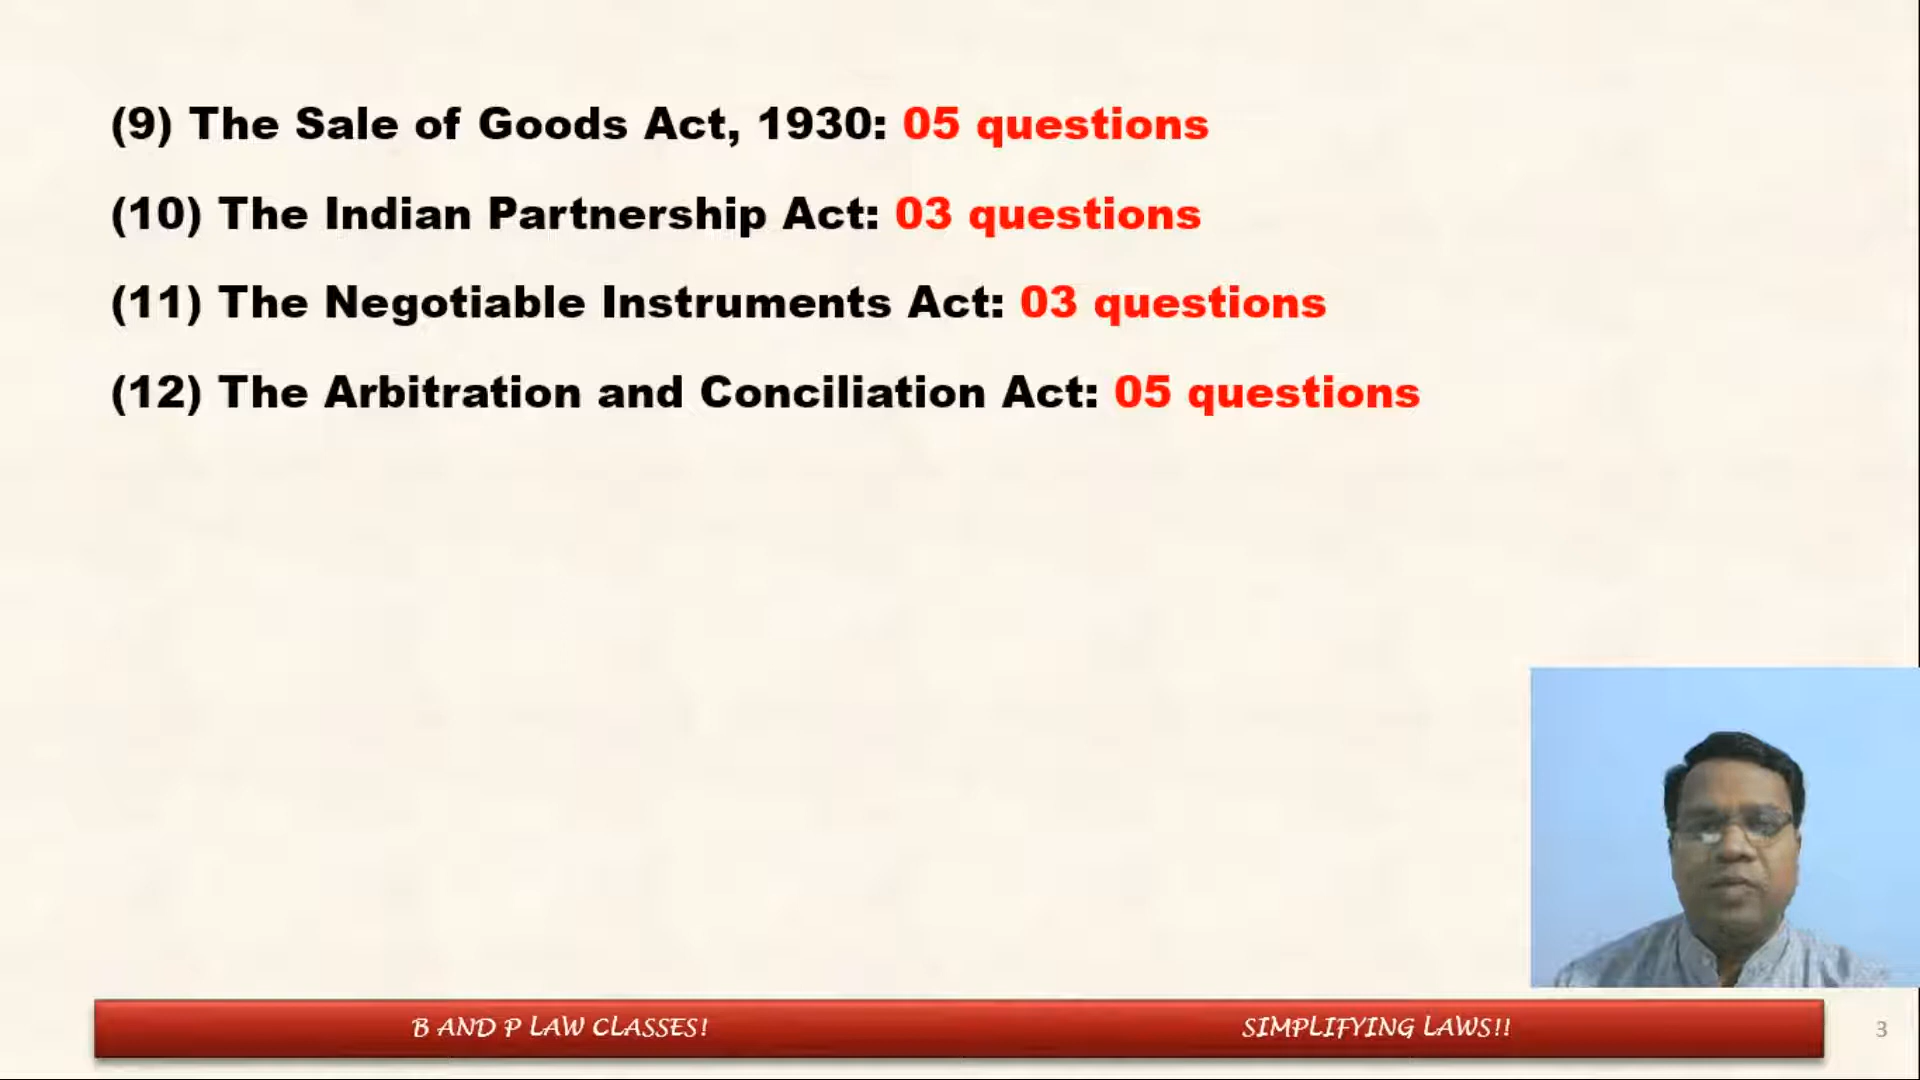 (9) The Sale of Goods Act, 1930: 05 questions
(10) The Indian Partnership Act: 03 questions
(11) The Negotiable Instruments Act: 03 questions
(12) The Arbitration and Conciliation Act: 05 questions
B AND P LAW CLASSES!
SIMPLIFYING LAWS!!
3